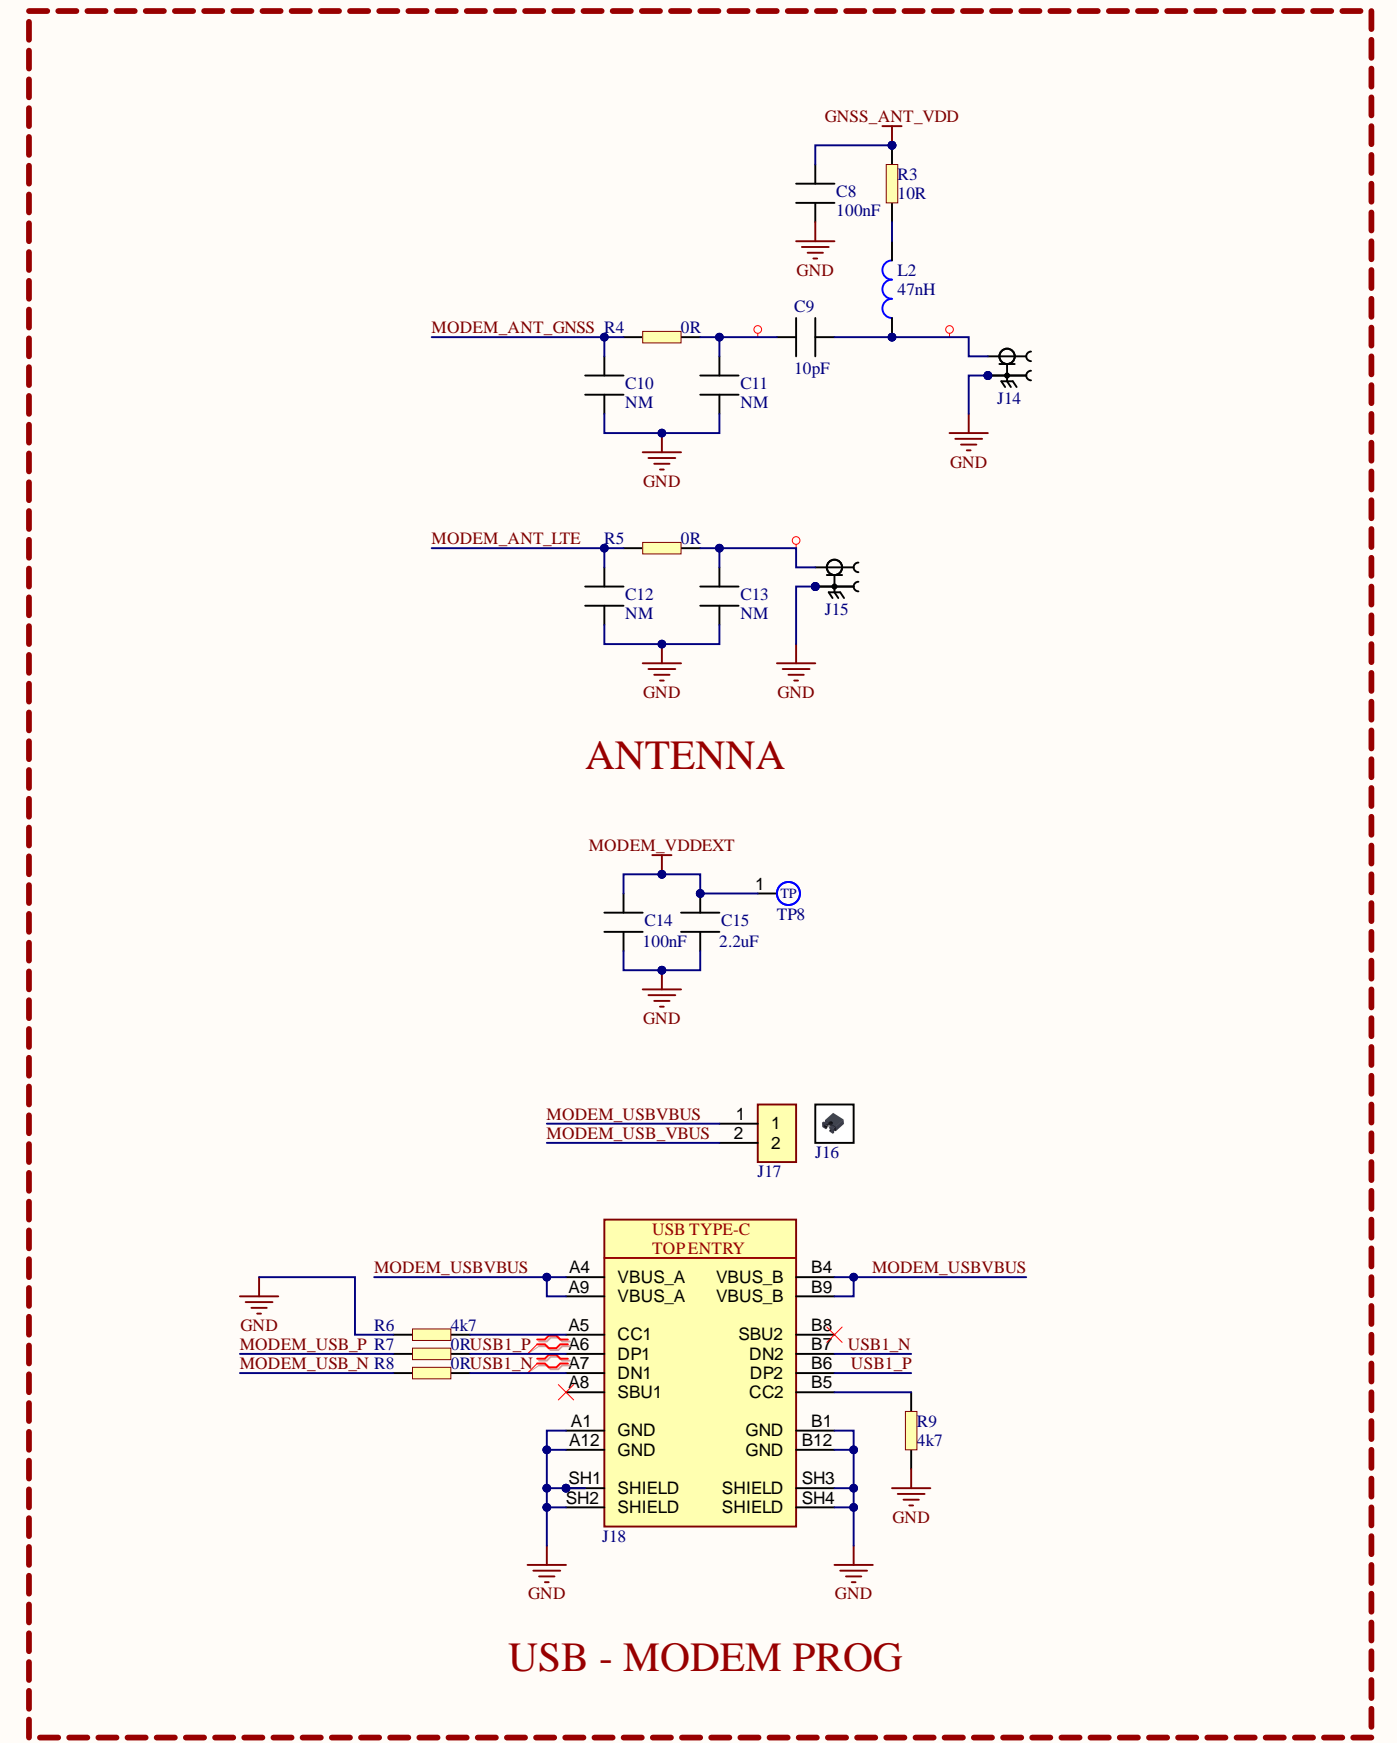 GNSS_ANT_VDD
R3
10R
C8
100nF
GND
L2
47nH
C9
10pF
MODEM_ANT_GNSS
R4
0R
C10
NM
C11
NM
GND
J14
GND
MODEM_ANT_LTE
R5
0R
C12
NM
C13
NM
GND
J15
GND
ANTENNA
MODEM_VDDEXT
1
TP
TP8
C14
100nF
C15
2.2uF
GND
MODEM_USBVBUS
1
1
MODEM_USB_VBUS
2
2
J17
J16
USB TYPE-C
TOP ENTRY
MODEM_USBVBUS
A4
VBUS_A
VBUS_B
B4
MODEM_USBVBUS
A9
VBUS_A
VBUS_B
B9
GND
R6
4k7
A5
CC1
SBU2
B8
MODEM_USB_P
R7
0R
USB1_P
A6
DP1
DN2
B7
USB1_N
MODEM_USB_N
R8
0R
USB1_N
A7
DN1
DP2
B6
USB1_P
A8
SBU1
CC2
B5
A1
GND
GND
B1
R9
4k7
A12
GND
GND
B12
SH1
SHIELD
SHIELD
SH3
SH2
SHIELD
SHIELD
SH4
GND
J18
GND
GND
USB - MODEM PROG